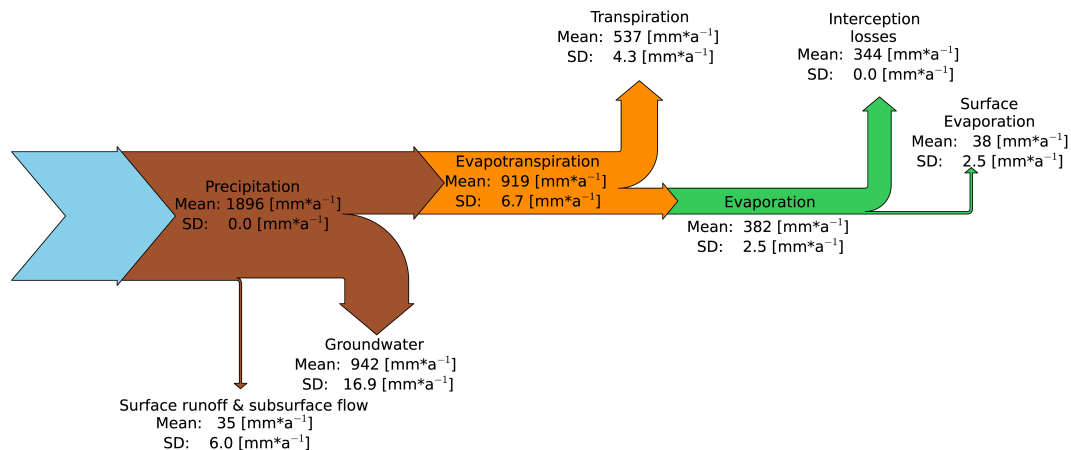 Transpiration
Mean: 537 [mm*a⁻¹]
SD: 4.3 [mm*a⁻¹]
Interception
losses
Mean: 344 [mm*a⁻¹]
SD: 0.0 [mm*a⁻¹]
Surface
Evaporation
Mean: 38 [mm*a⁻¹]
SD: 2.5 [mm*a⁻¹]
Evapotranspiration
Mean: 919 [mm*a⁻¹]
SD: 6.7 [mm*a⁻¹]
Precipitation
Mean: 1896 [mm*a⁻¹]
SD: 0.0 [mm*a⁻¹]
Evaporation
Mean: 382 [mm*a⁻¹]
SD: 2.5 [mm*a⁻¹]
Groundwater
Mean: 942 [mm*a⁻¹]
SD: 16.9 [mm*a⁻¹]
Surface runoff & subsurface flow
Mean: 35 [mm*a⁻¹]
SD: 6.0 [mm*a⁻¹]